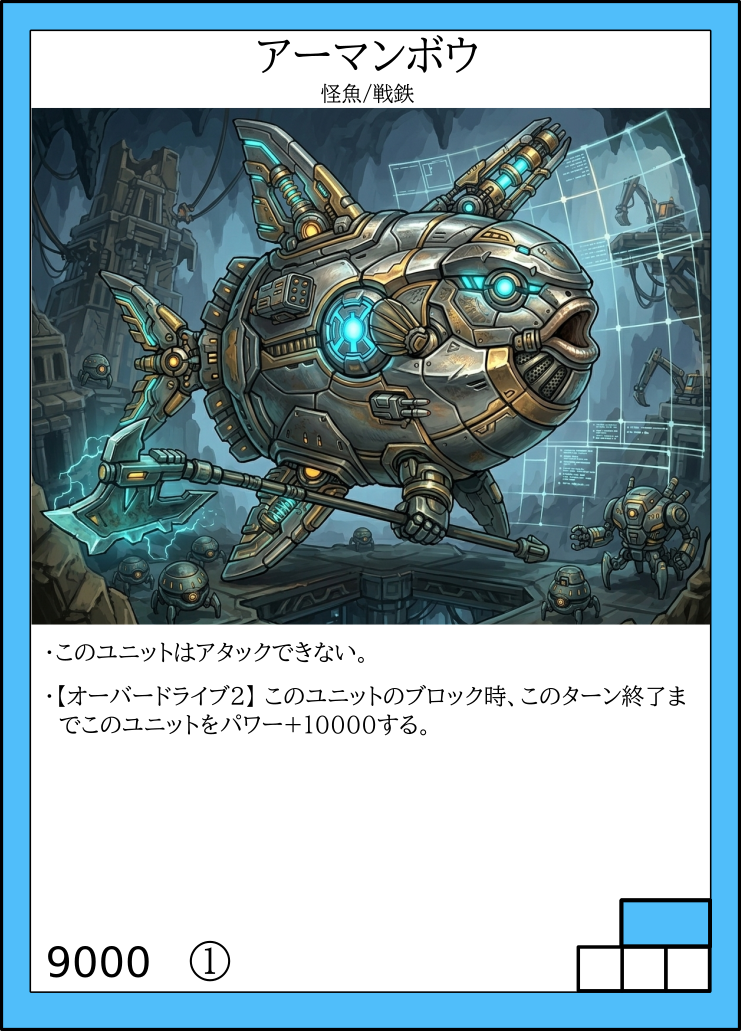 アーマンボウ
怪魚/戦鉄
・このユニットはアタックできない。
・【オーバードライブ２】このユニットのブロック時、このターン終了ま
でこのユニットをパワー＋10000する。
9000 ①